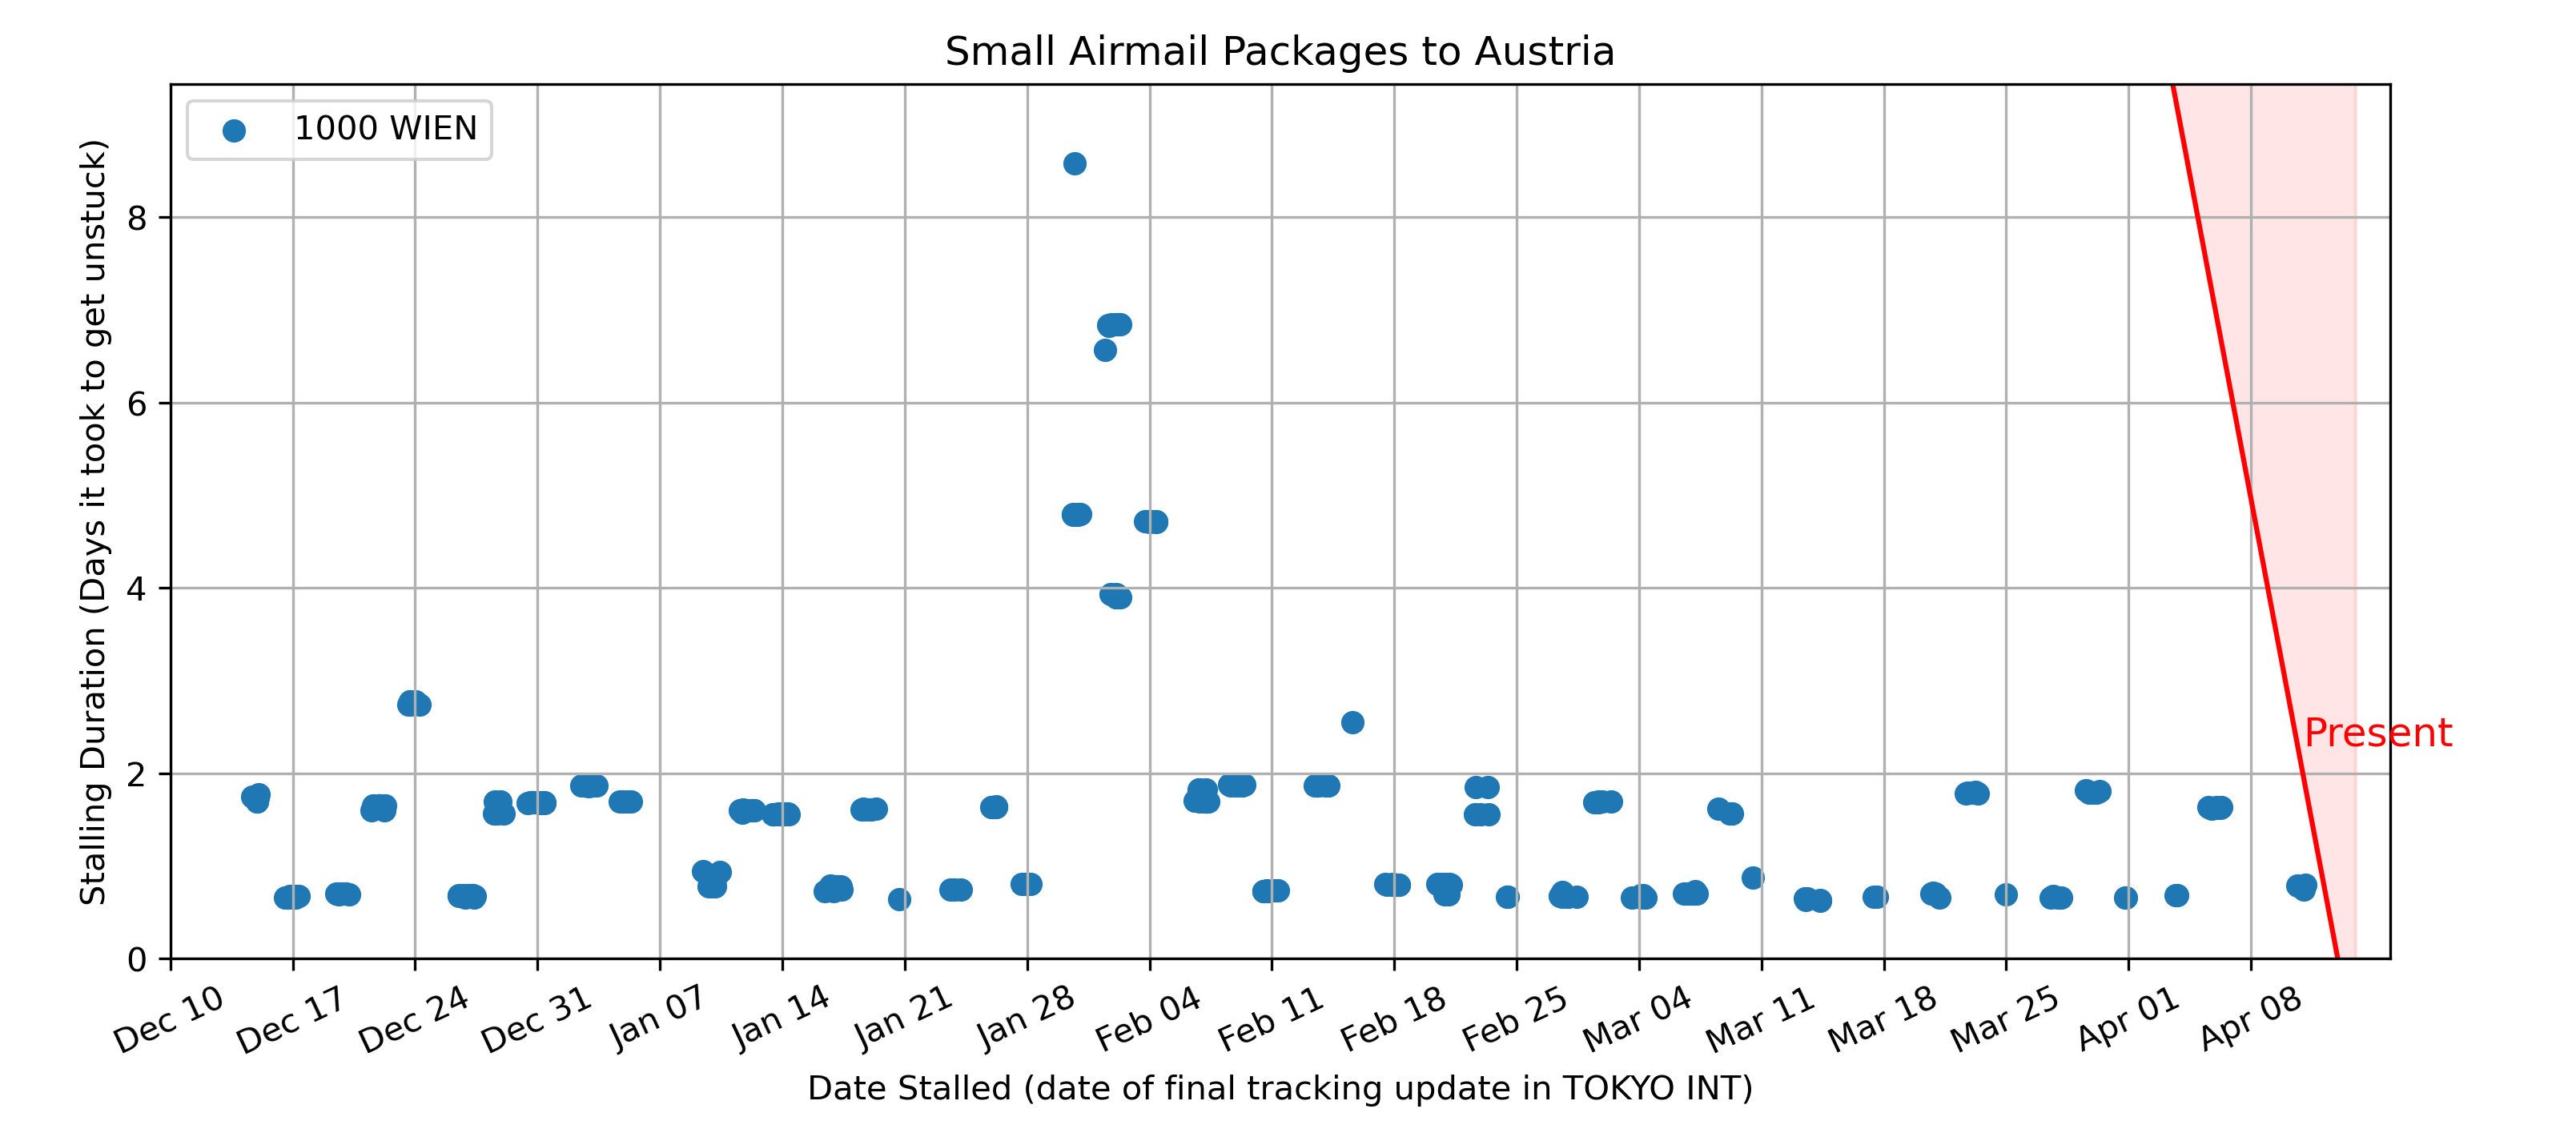 Small Airmail Packages to Austria
1000 WIEN
Stalling Duration (Days it took to get unstuck)
8
6
4
2
0
Present
Dec 10 Dec 17 Dec 24 Dec 31 Jan 07 Jan 14 Jan 21 Jan 28 Feb 04 Feb 11 Feb 18 Feb 25 Mar 04 Mar 11 Mar 18 Mar 25 Apr 01 Apr 08
Date Stalled (date of final tracking update in TOKYO INT)